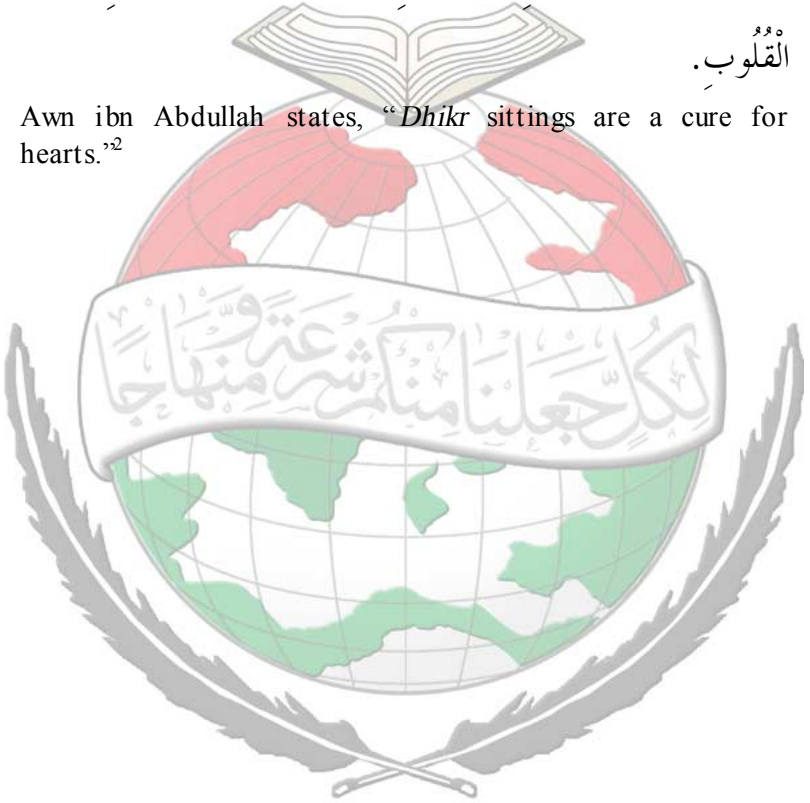 الْقُلُوبِ.
Awn ibn Abdullah states, “Dhikr sittings are a cure for
hearts.”2
لِكُلٍّ جَعَلْنَا مِنكُمْ شِرْعَةً وَّمِنْهَاجًا